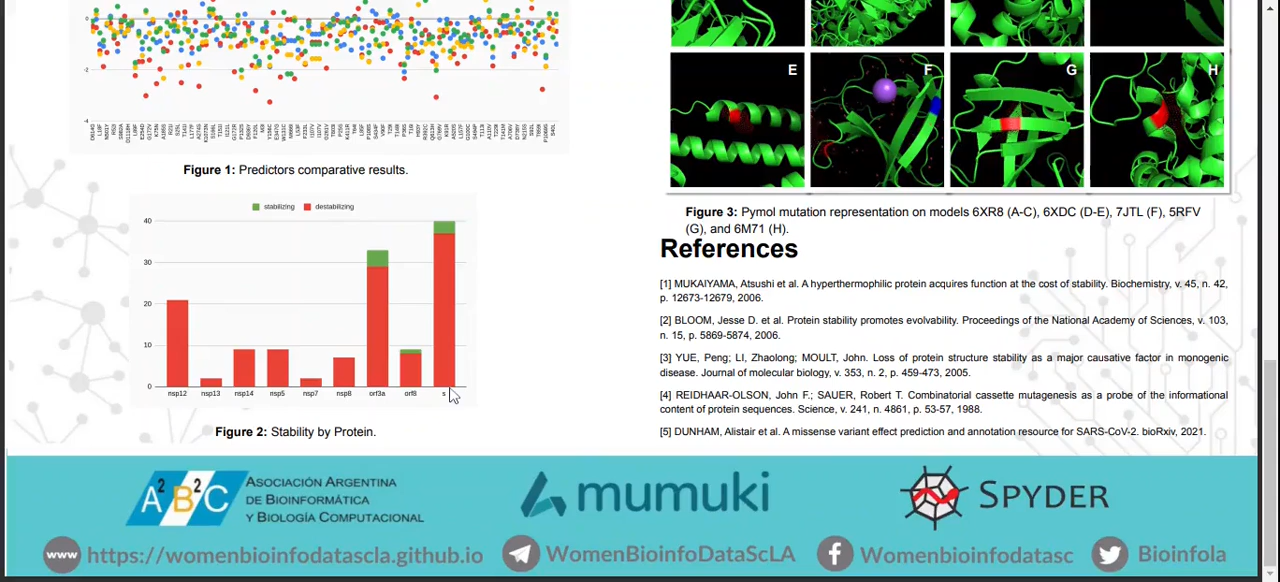 0
-2
-4
Figure 1: Predictors comparative results.
stabilizing
destabilizing
40
30
20
10
0
nsp12 nsp13 nsp14 nsp5 nsp7 nsp8 orf3a orf8 s
Figure 2: Stability by Protein.
E F G H
Figure 3: Pymol mutation representation on models 6XR8 (A-C), 6XDC (D-E), 7JTL (F), 5RFV
(G), and 6M71 (H).
References
[1] MUKAIYAMA, Atsushi et al. A hyperthermophilic protein acquires function at the cost of stability. Biochemistry, v. 45, n. 42,
p. 12673-12679, 2006.
[2] BLOOM, Jesse D. et al. Protein stability promotes evolvability. Proceedings of the National Academy of Sciences, v. 103,
n. 15, p. 5869-5874, 2006.
[3] YUE, Peng; LI, Zhaolong; MOULT, John. Loss of protein structure stability as a major causative factor in monogenic
disease. Journal of molecular biology, v. 353, n. 2, p. 459-473, 2005.
[4] REIDHAAR-OLSON, John F.; SAUER, Robert T. Combinatorial cassette mutagenesis as a probe of the informational
content of protein sequences. Science, v. 241, n. 4861, p. 53-57, 1988.
[5] DUNHAM, Alistair et al. A missense variant effect prediction and annotation resource for SARS-CoV-2. bioRxiv, 2021.
A2B2C
ASOCIACIÓN ARGENTINA
DE BIOINFORMÁTICA
Y BIOLOGÍA COMPUTACIONAL
mumuki
SPYDER
www https://womenbioinfodatascla.github.io
WomenBioinfoDataScLA
Womenbioinfodatasc
Bioinfola